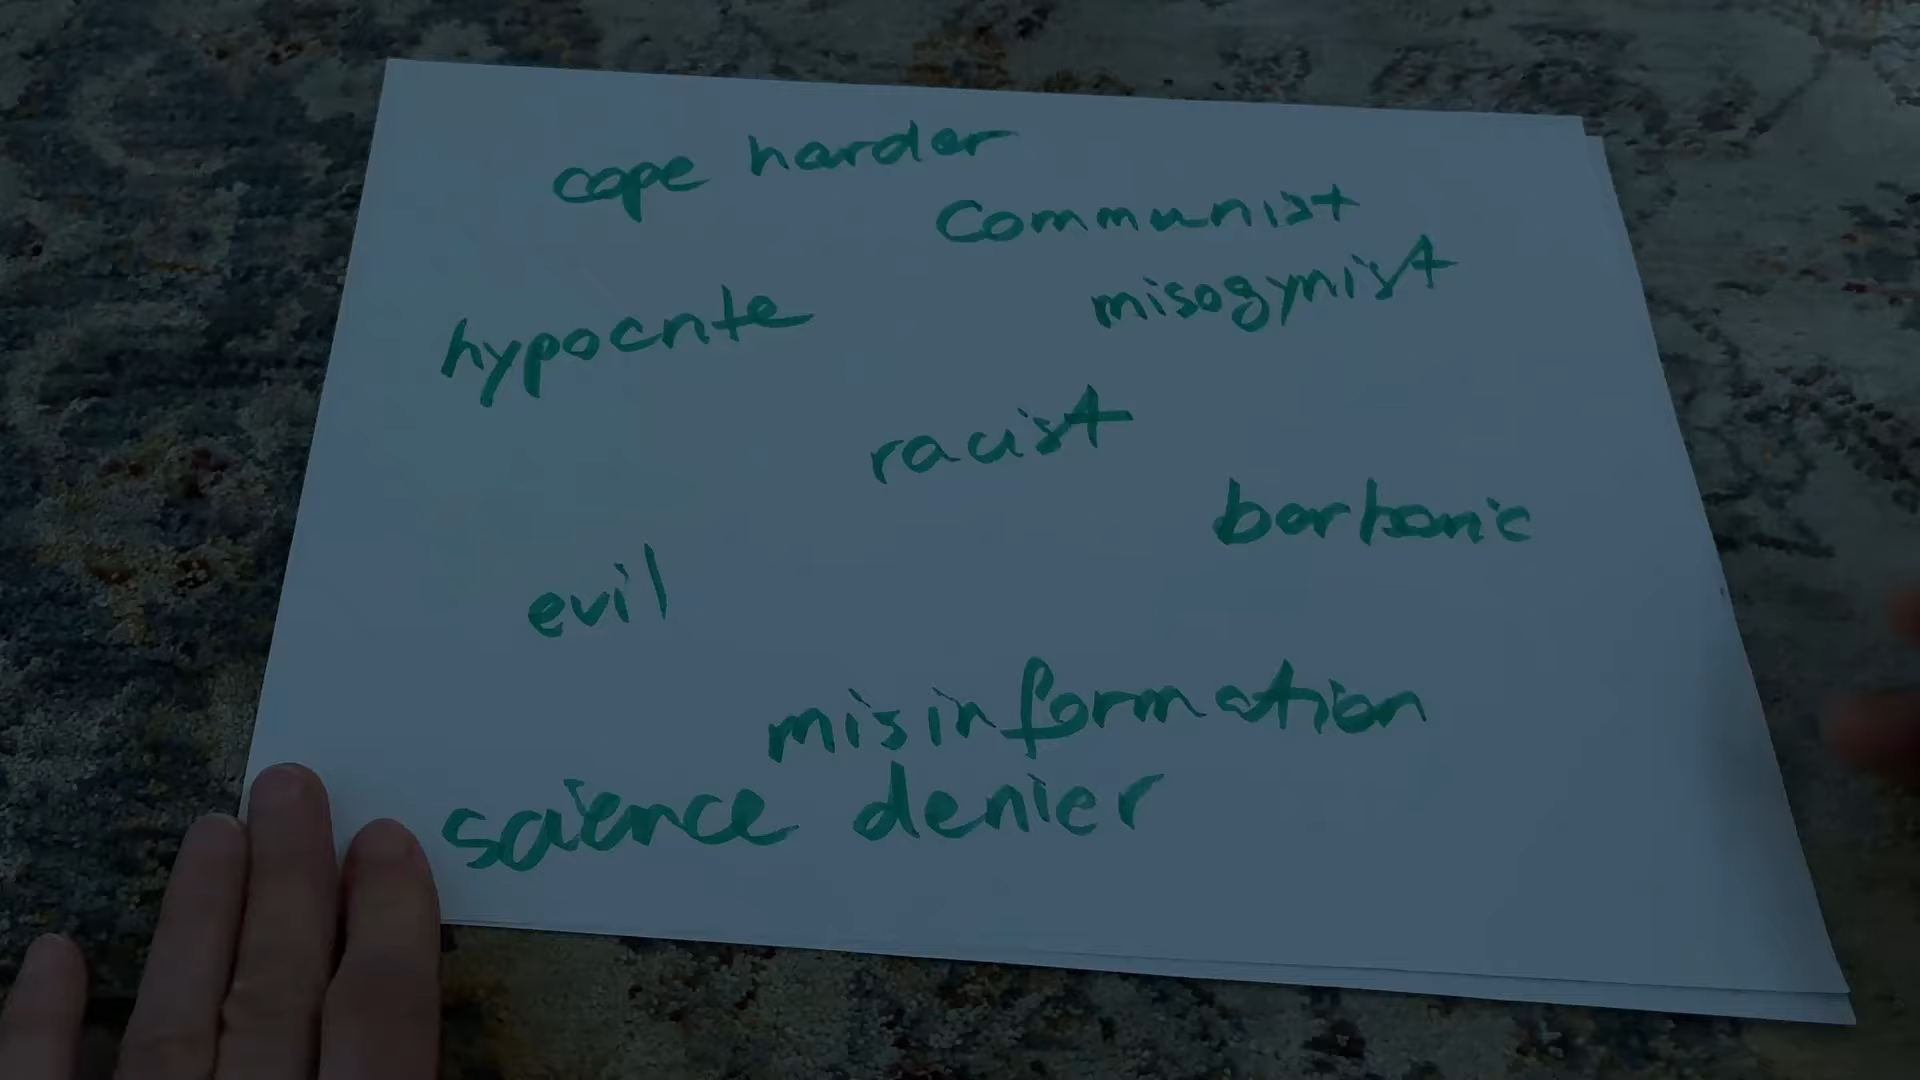 cope harder
Communist
misogynist
hypocrite
racist
barbaric
evil
misinformation
science denier